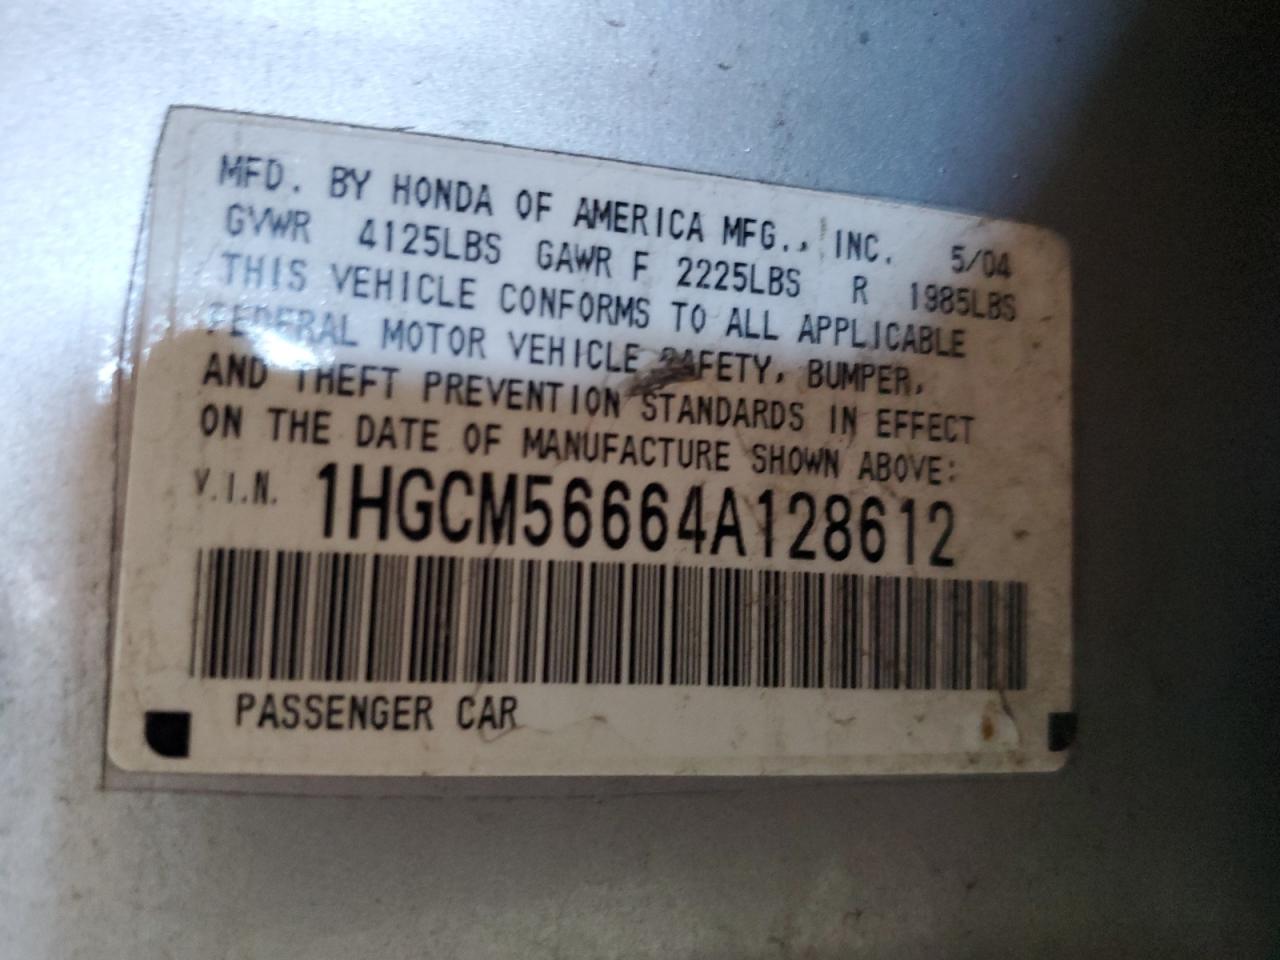 MFD. BY HONDA OF AMERICA MFG., INC. 5/04
GVWR 4125LBS GAWR F 2225LBS R 1985LBS
THIS VEHICLE CONFORMS TO ALL APPLICABLE
FEDERAL MOTOR VEHICLE SAFETY, BUMPER,
AND THEFT PREVENTION STANDARDS IN EFFECT
ON THE DATE OF MANUFACTURE SHOWN ABOVE:
V.I.N. 1HGCM56664A128612
PASSENGER CAR